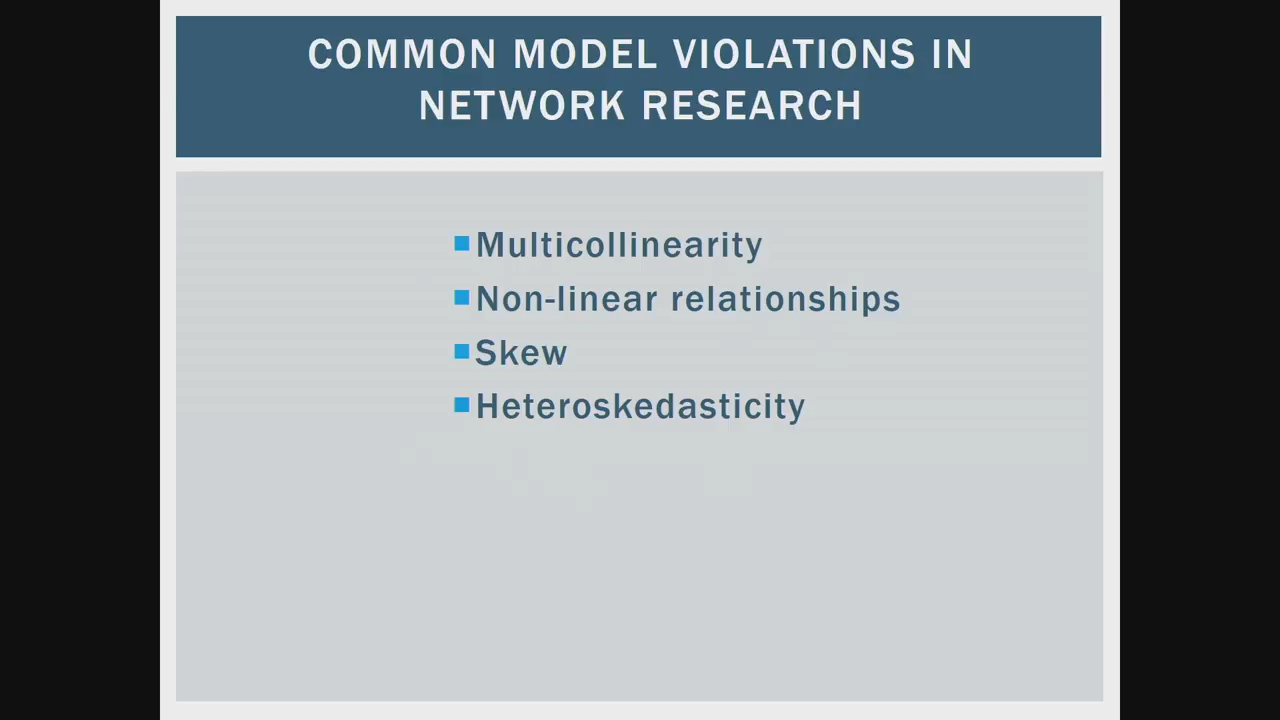 COMMON MODEL VIOLATIONS IN
NETWORK RESEARCH
Multicollinearity
Non-linear relationships
Skew
Heteroskedasticity